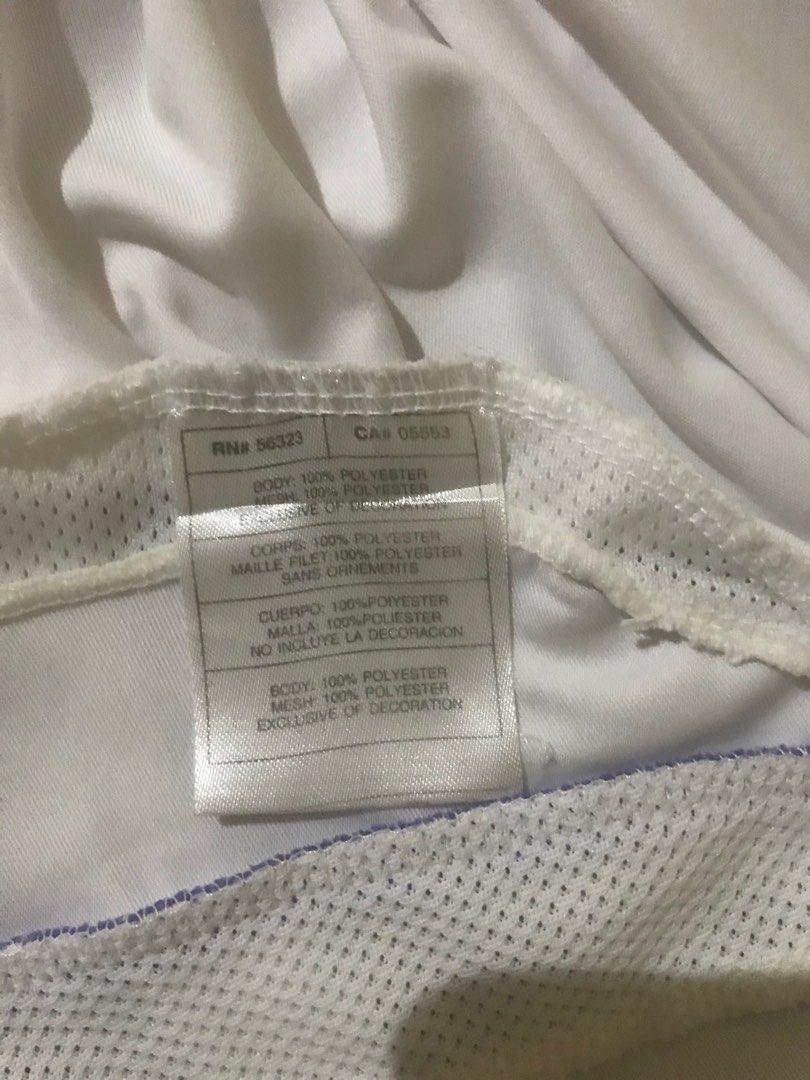 RN# 56323
CA# 05553
BODY: 100% POLYESTER
MESH: 100% POLYESTER
EXCLUSIVE OF DECORATION
CORPS: 100% POLYESTER
MAILLE FILET 100% POLYESTER
SANS ORNEMENTS
CUERPO: 100%POIYESTER
MALLA: 100%POLIESTER
NO INCLUYE LA DECORACION
BODY: 100% POLYESTER
MESH: 100% POLYESTER
EXCLUSIVE OF DECORATION